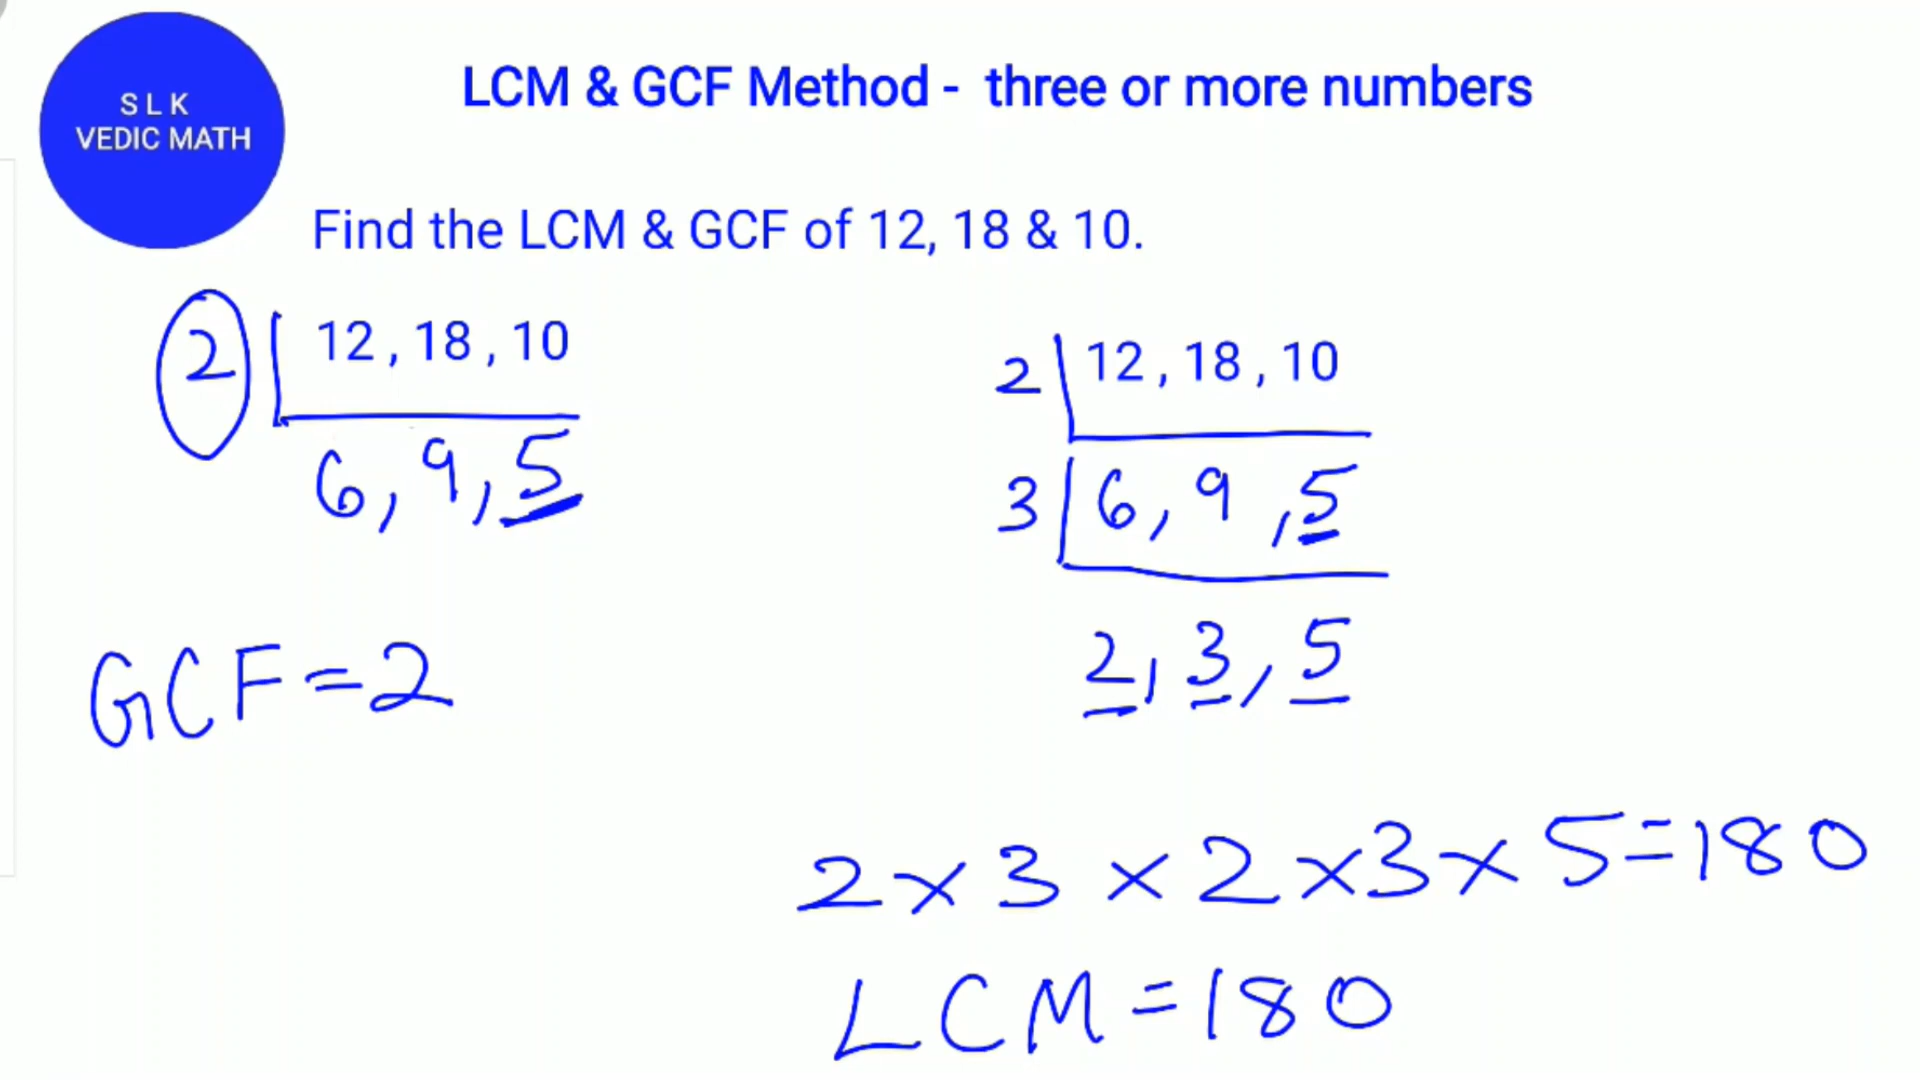 S L K
VEDIC MATH
LCM & GCF Method - three or more numbers
Find the LCM & GCF of 12, 18 & 10.
2 12 , 18 , 10
6, 9, 5
GCF = 2
2 12 , 18 , 10
3 6, 9 , 5
2, 3, 5
2 x 3 x 2 x 3 x 5 = 180
LCM = 180